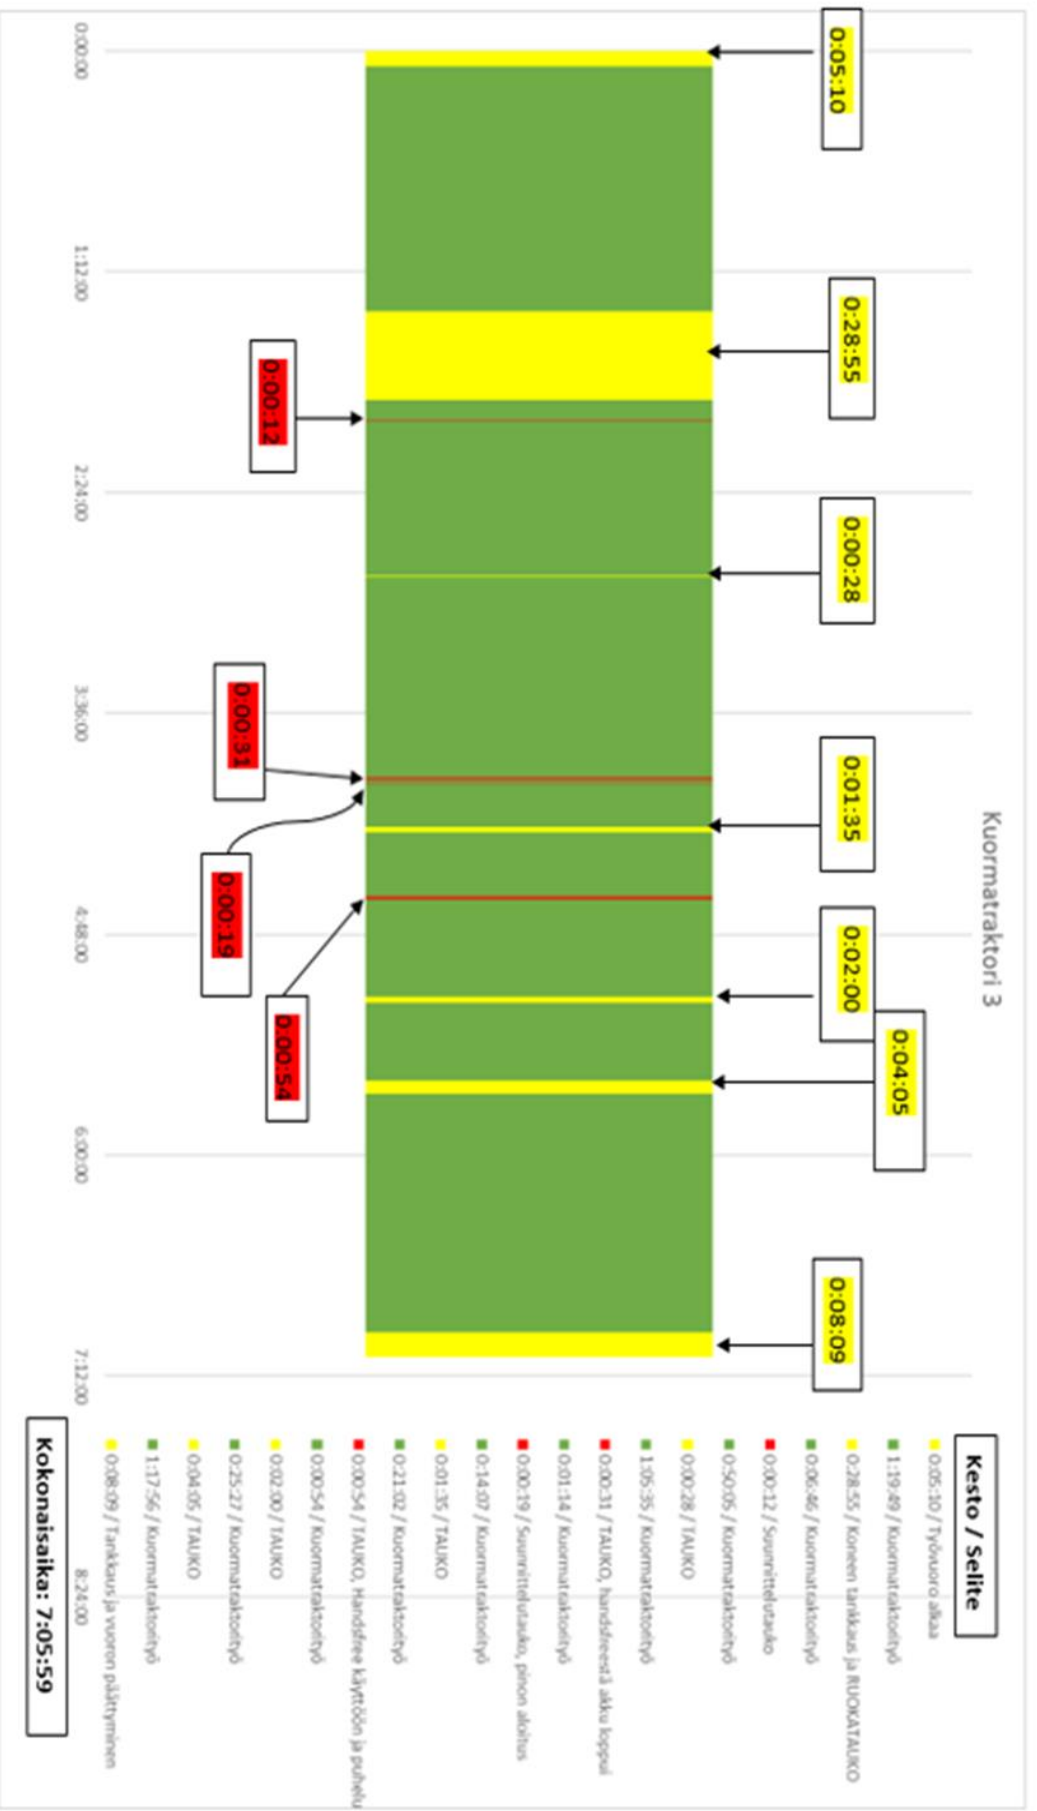 Kuormatraktori 3
0:05:10
0:28:55
0:00:28
0:01:35
0:02:00
0:04:05
0:08:09
0:00:12
0:00:31
0:00:19
0:00:54
0:00:00
1:12:00
2:24:00
3:36:00
4:48:00
6:00:00
7:12:00
8:24:00
Kesto / Selite
0:05:10 / Työvuoro alkaa
1:19:49 / Kuormatraktorityö
0:28:55 / Koneen tankkaus ja RUOKATAUKO
0:06:46 / Kuormatraktorityö
0:00:12 / Suunnittelutauko
0:50:05 / Kuormatraktorityö
0:00:28 / TAUKO
1:05:35 / Kuormatraktorityö
0:00:31 / TAUKO, handsfreestä akku loppui
0:01:14 / Kuormatraktorityö
0:00:19 / Suunnittelutauko, pinon aloitus
0:14:07 / Kuormatraktorityö
0:01:35 / TAUKO
0:21:02 / Kuormatraktorityö
0:00:54 / TAUKO, Handsfree käyttöön ja puhelu
0:00:54 / Kuormatraktorityö
0:02:00 / TAUKO
0:25:27 / Kuormatraktorityö
0:04:05 / TAUKO
1:17:56 / Kuormatraktorityö
0:08:09 / Tankkaus ja vuoron päättyminen
Kokonaisaika: 7:05:59